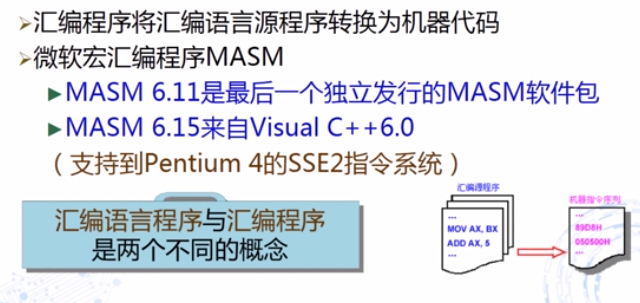 汇编程序将汇编语言源程序转换为机器代码
微软宏汇编程序MASM
MASM 6.11是最后一个独立发行的MASM软件包
MASM 6.15来自Visual C++6.0
（支持到Pentium 4的SSE2指令系统）
汇编语言程序与汇编程序
是两个不同的概念
汇编源程序
...
MOV AX, BX
ADD AX, 5
...
机器指令序列
...
89D8H
050500H
...